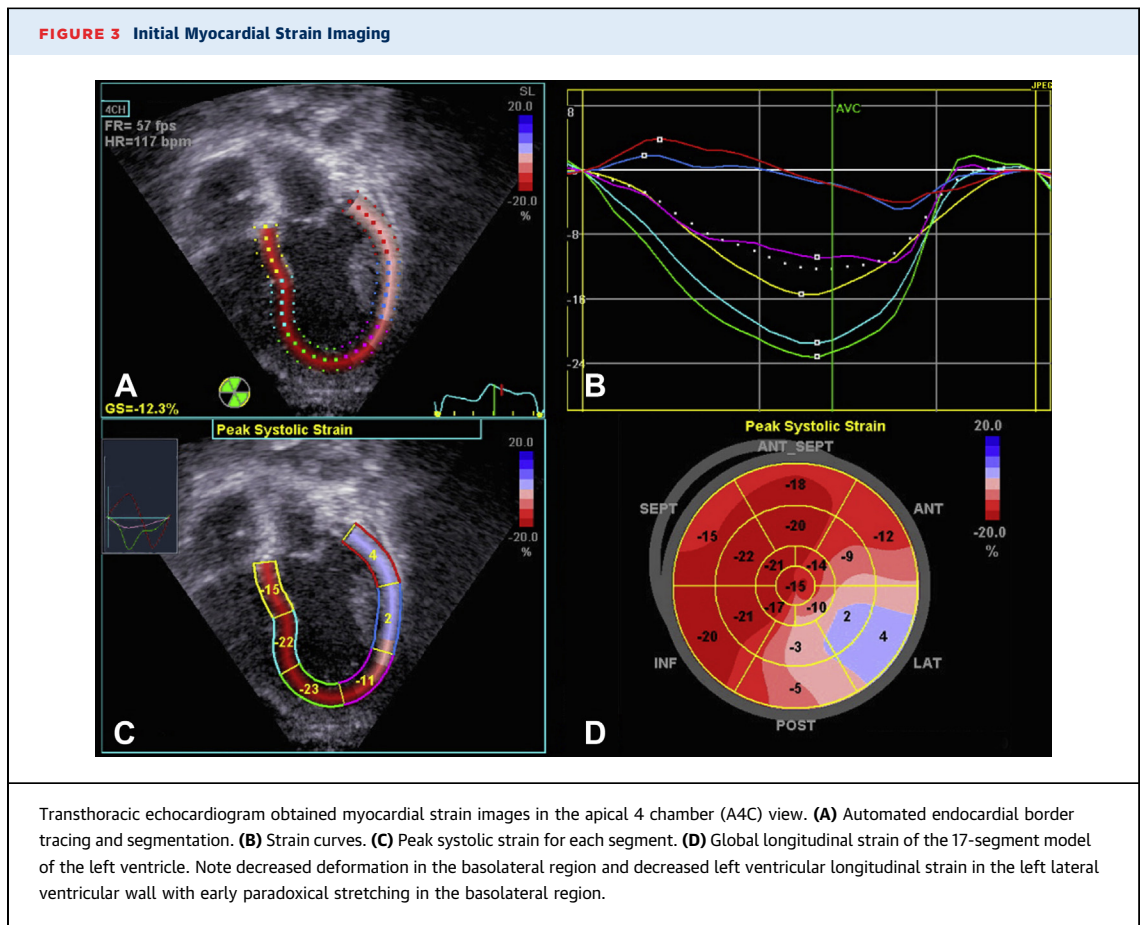 FIGURE 3 Initial Myocardial Strain Imaging
4CH
FR= 57 fps
HR=117 bpm
SL
20.0
-20.0
%
A
GS=-12.3%
JPEG
8
AVC
-8
-16
-24
B
Peak Systolic Strain
20.0
-20.0
%
4
-15
2
-22
-23
-11
C
Peak Systolic Strain
ANT_SEPT
20.0
-20.0
%
SEPT
ANT
-18
-15
-12
-20
-22
-9
-21
-14
-15
-17
-10
-21
2
-20
4
-3
-5
INF
LAT
POST
D
Transthoracic echocardiogram obtained myocardial strain images in the apical 4 chamber (A4C) view. (A) Automated endocardial border
tracing and segmentation. (B) Strain curves. (C) Peak systolic strain for each segment. (D) Global longitudinal strain of the 17-segment model
of the left ventricle. Note decreased deformation in the basolateral region and decreased left ventricular longitudinal strain in the left lateral
ventricular wall with early paradoxical stretching in the basolateral region.